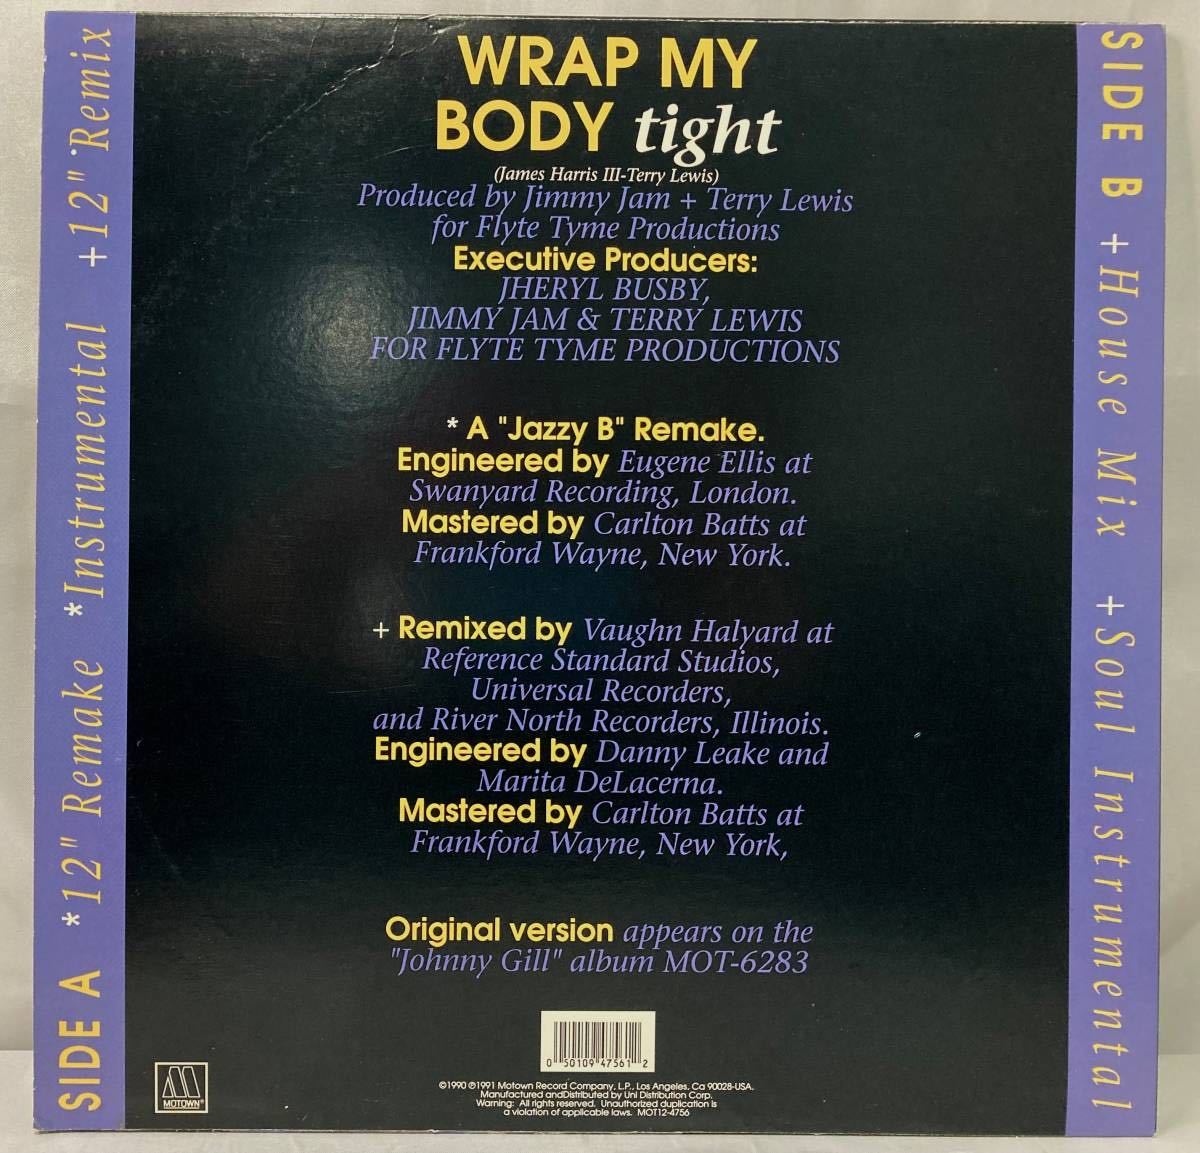 WRAP MY
BODY tight
(James Harris III-Terry Lewis)
Produced by Jimmy Jam + Terry Lewis
for Flyte Tyme Productions
Executive Producers:
JHERYL BUSBY,
JIMMY JAM & TERRY LEWIS
FOR FLYTE TYME PRODUCTIONS
* A "Jazzy B" Remake.
Engineered by Eugene Ellis at
Swanyard Recording, London.
Mastered by Carlton Batts at
Frankford Wayne, New York.
+ Remixed by Vaughn Halyard at
Reference Standard Studios,
Universal Recorders,
and River North Recorders, Illinois.
Engineered by Danny Leake and
Marita DeLacerna.
Mastered by Carlton Batts at
Frankford Wayne, New York,
Original version appears on the
"Johnny Gill" album MOT-6283
0 50109 47561 2
©1990 ℗1991 Motown Record Company, L.P., Los Angeles, Ca 90028-USA.
Manufactured andDistributed by Uni Distribution Corp.
Warning: All rights reserved. Unauthorized duplication is
a violation of applicable laws. MOT12-4756
MOTOWN®
SIDE A *12" Remake *Instrumental +12" Remix
SIDE B +House Mix +Soul Instrumental